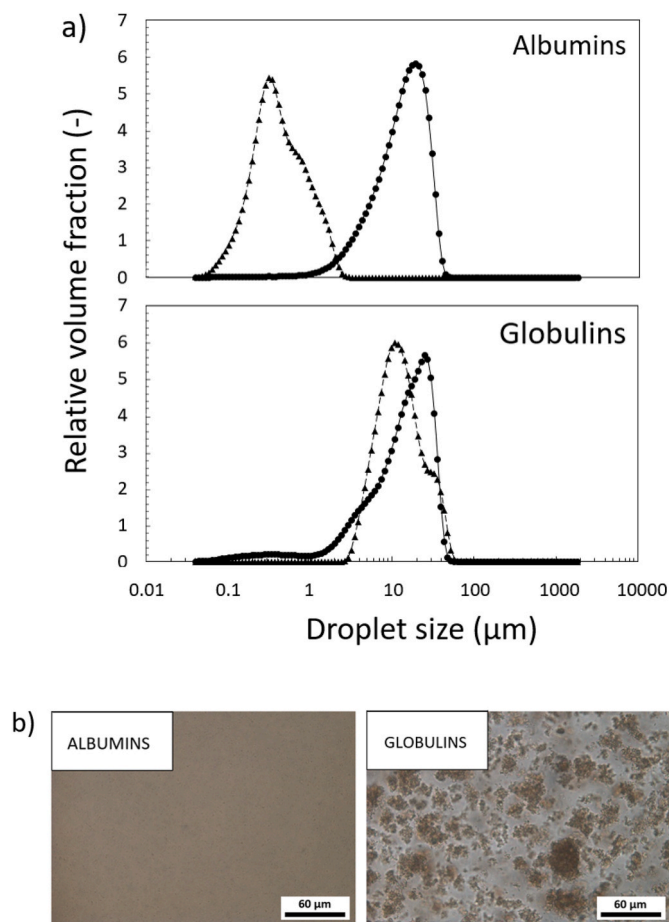 a)
Albumins
7
6
5
4
3
2
1
0
Globulins
7
6
5
4
3
2
1
0
Relative volume fraction (-)
0.01 0.1 1 10 100 1000 10000
Droplet size (µm)
b)
ALBUMINS
60 µm
GLOBULINS
60 µm